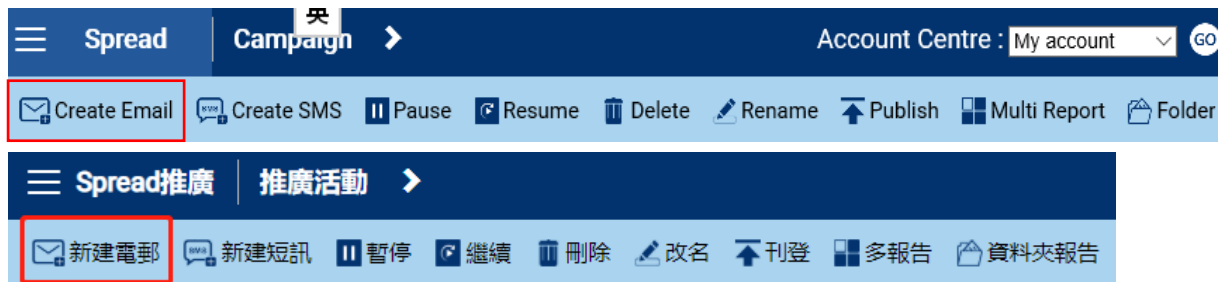 英
Spread Campaign Account Centre : My account GO
Create Email Create SMS Pause Resume Delete Rename Publish Multi Report Folder
Spread推廣 推廣活動
新建電郵 新建短訊 暫停 繼續 刪除 改名 刊登 多報告 資料夾報告